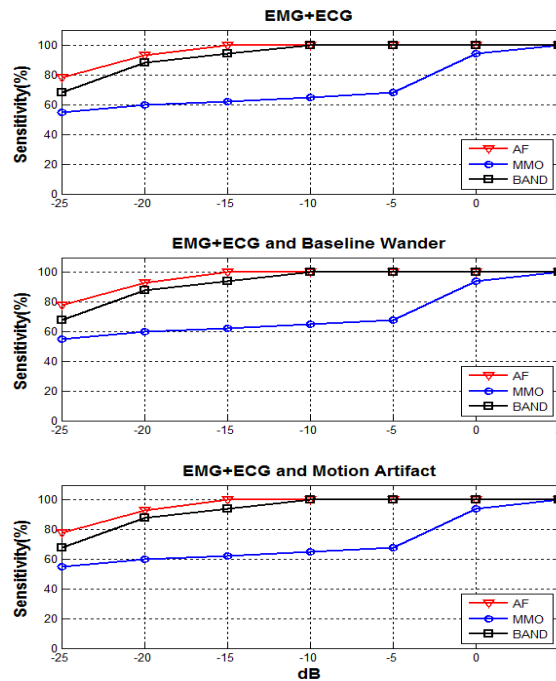 EMG+ECG
Sensitivity(%)
100
80
60
40
20
0
-25 -20 -15 -10 -5 0
AF
MMO
BAND
EMG+ECG and Baseline Wander
Sensitivity(%)
100
80
60
40
20
0
-25 -20 -15 -10 -5 0
AF
MMO
BAND
EMG+ECG and Motion Artifact
Sensitivity(%)
100
80
60
40
20
0
-25 -20 -15 -10 -5 0
AF
MMO
BAND
dB